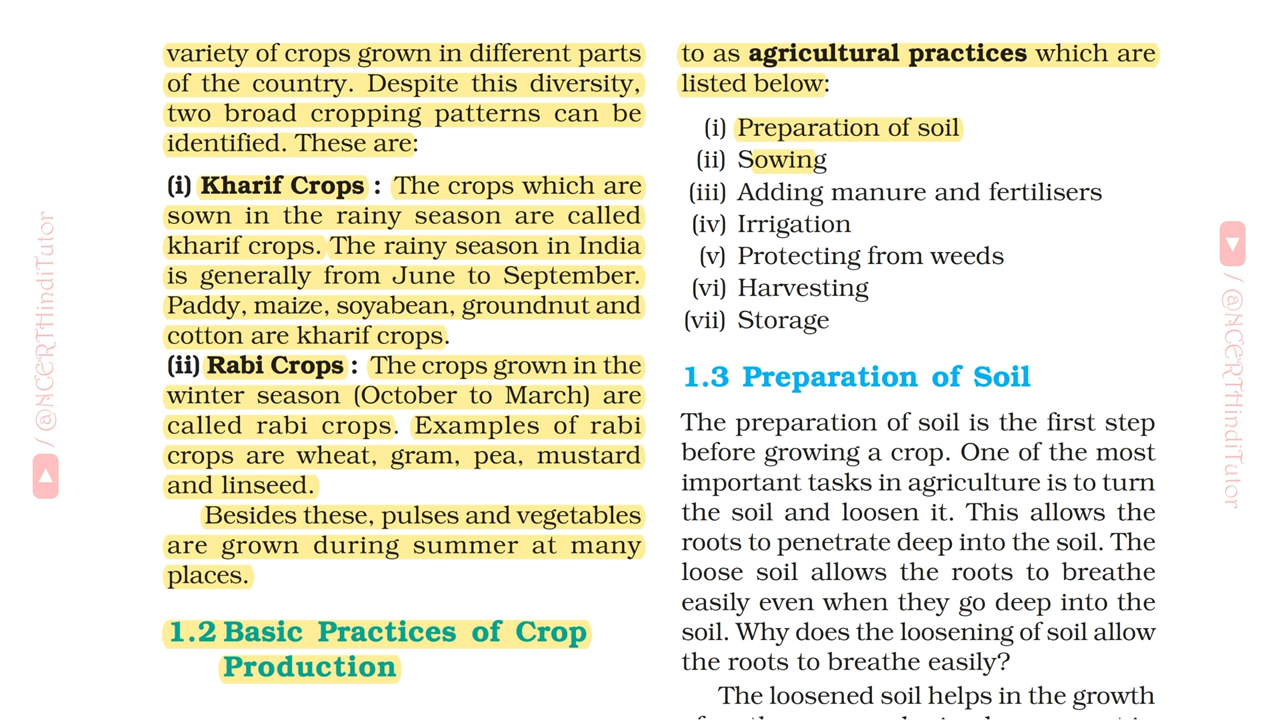 variety of crops grown in different parts
of the country. Despite this diversity,
two broad cropping patterns can be
identified. These are:
(i) Kharif Crops : The crops which are
sown in the rainy season are called
kharif crops. The rainy season in India
is generally from June to September.
Paddy, maize, soyabean, groundnut and
cotton are kharif crops.
(ii) Rabi Crops : The crops grown in the
winter season (October to March) are
called rabi crops. Examples of rabi
crops are wheat, gram, pea, mustard
and linseed.
Besides these, pulses and vegetables
are grown during summer at many
places.
1.2 Basic Practices of Crop
Production
to as agricultural practices which are
listed below:
(i) Preparation of soil
(ii) Sowing
(iii) Adding manure and fertilisers
(iv) Irrigation
(v) Protecting from weeds
(vi) Harvesting
(vii) Storage
1.3 Preparation of Soil
The preparation of soil is the first step
before growing a crop. One of the most
important tasks in agriculture is to turn
the soil and loosen it. This allows the
roots to penetrate deep into the soil. The
loose soil allows the roots to breathe
easily even when they go deep into the
soil. Why does the loosening of soil allow
the roots to breathe easily?
The loosened soil helps in the growth
/ @NCERTHindiTutor
/ @NCERTHindiTutor